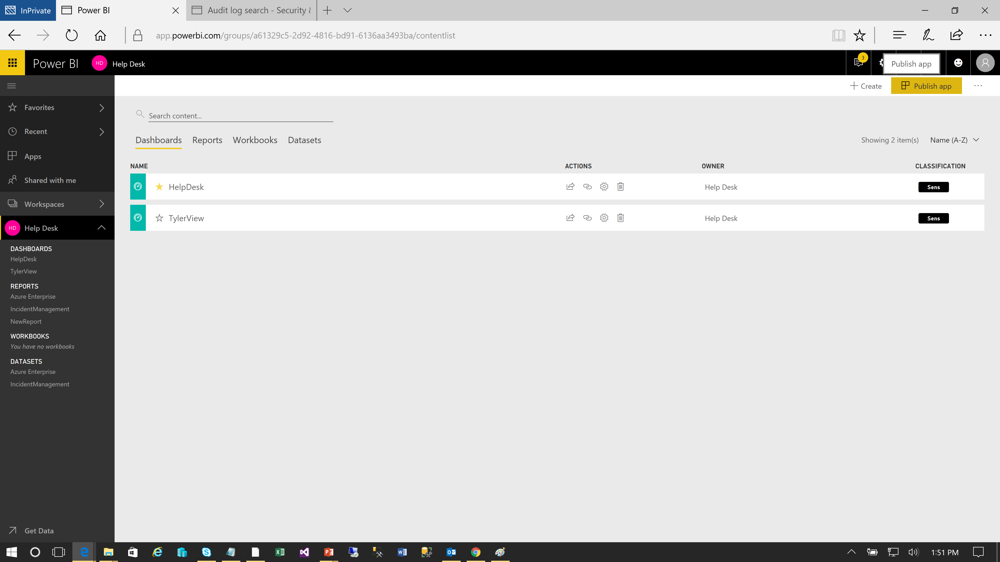 InPrivate
Power BI
Audit log search - Security &
app.powerbi.com/groups/a61329c5-2d92-4816-bd91-6136aa3493ba/contentlist
Power BI
HD
Help Desk
3
Publish app
Create
Publish app
Favorites
Search content...
Recent
Dashboards
Reports
Workbooks
Datasets
Showing 2 item(s)
Name (A-Z)
Apps
NAME
ACTIONS
OWNER
CLASSIFICATION
Shared with me
HelpDesk
Help Desk
Sens
Workspaces
TylerView
Help Desk
Sens
HD
Help Desk
DASHBOARDS
HelpDesk
TylerView
REPORTS
Azure Enterprise
IncidentManagement
NewReport
WORKBOOKS
You have no workbooks
DATASETS
Azure Enterprise
IncidentManagement
Get Data
1:51 PM